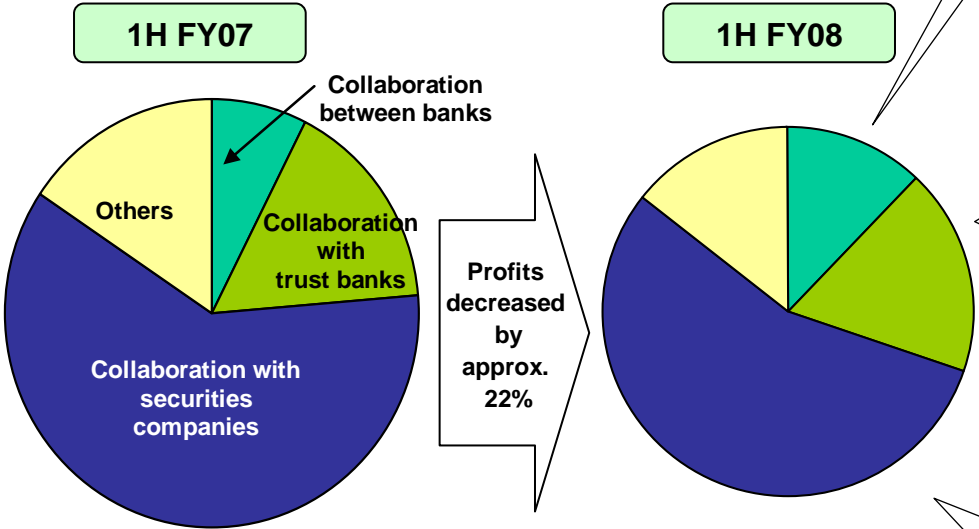 1H FY07
1H FY08
Collaboration
between banks
Others
Collaboration
with
trust banks
Collaboration with
securities
companies
Profits
decreased
by
approx.
22%